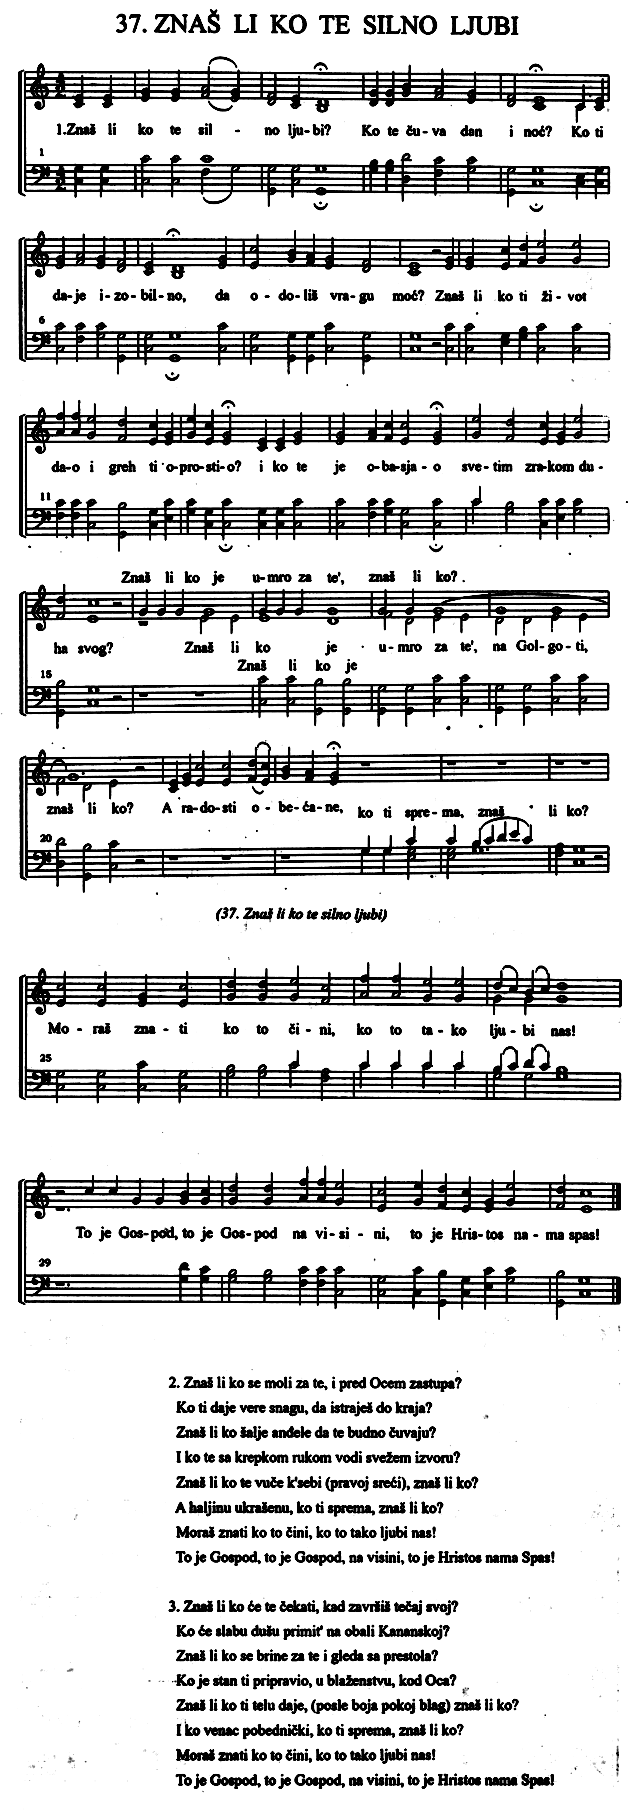 37. ZNAŠ LI KO TE SILNO LJUBI
1.Znaš li ko te sil - no lju-bi? Ko te ču-va dan i noć? Ko ti
1
da-je i-zo-bil-no, da o-do-liš vra-gu moć? Znaš li ko ti ži-vot
6
da-o i greh ti o-pro-sti-o? i ko te je o-ba-sja-o sve-tim zra-kom du -
11
Znaš li ko je u-mro za te', znaš li ko?.
ha svog? Znaš li ko je u-mro za te', na Gol-go-ti,
15 Znaš li ko je
znaš li ko? A ra-do-sti o-be-ća-ne, ko ti spre-ma, znaš li ko?
20
(37. Znaš li ko te silno ljubi)
Mo - raš zna - ti ko to či - ni, ko to ta - ko lju - bi nas!
25
To je Gos-pod, to je Gos-pod na vi-si-ni, to je Hris-tos na-ma spas!
29
2. Znaš li ko se moli za te, i pred Ocem zastupa?
Ko ti daje vere snagu, da istraješ do kraja?
Znaš li ko šalje anđele da te budno čuvaju?
I ko te sa krepkom rukom vodi svežem izvoru?
Znaš li ko te vuče k'sebi (pravoj sreći), znaš li ko?
A haljinu ukrašenu, ko ti sprema, znaš li ko?
Moraš znati ko to čini, ko to tako ljubi nas!
To je Gospod, to je Gospod, na visini, to je Hristos nama Spas!
3. Znaš li ko će te čekati, kad završiš tečaj svoj?
Ko će slabu dušu primit' na obali Kananskoj?
Znaš li ko se brine za te i gleda sa prestola?
Ko je stan ti pripravio, u blaženstvu, kod Oca?
Znaš li ko ti telu daje, (posle boja pokoj blag) znaš li ko?
I ko venac pobednički, ko ti sprema, znaš li ko?
Moraš znati ko to čini, ko to tako ljubi nas!
To je Gospod, to je Gospod, na visini, to je Hristos nama Spas!